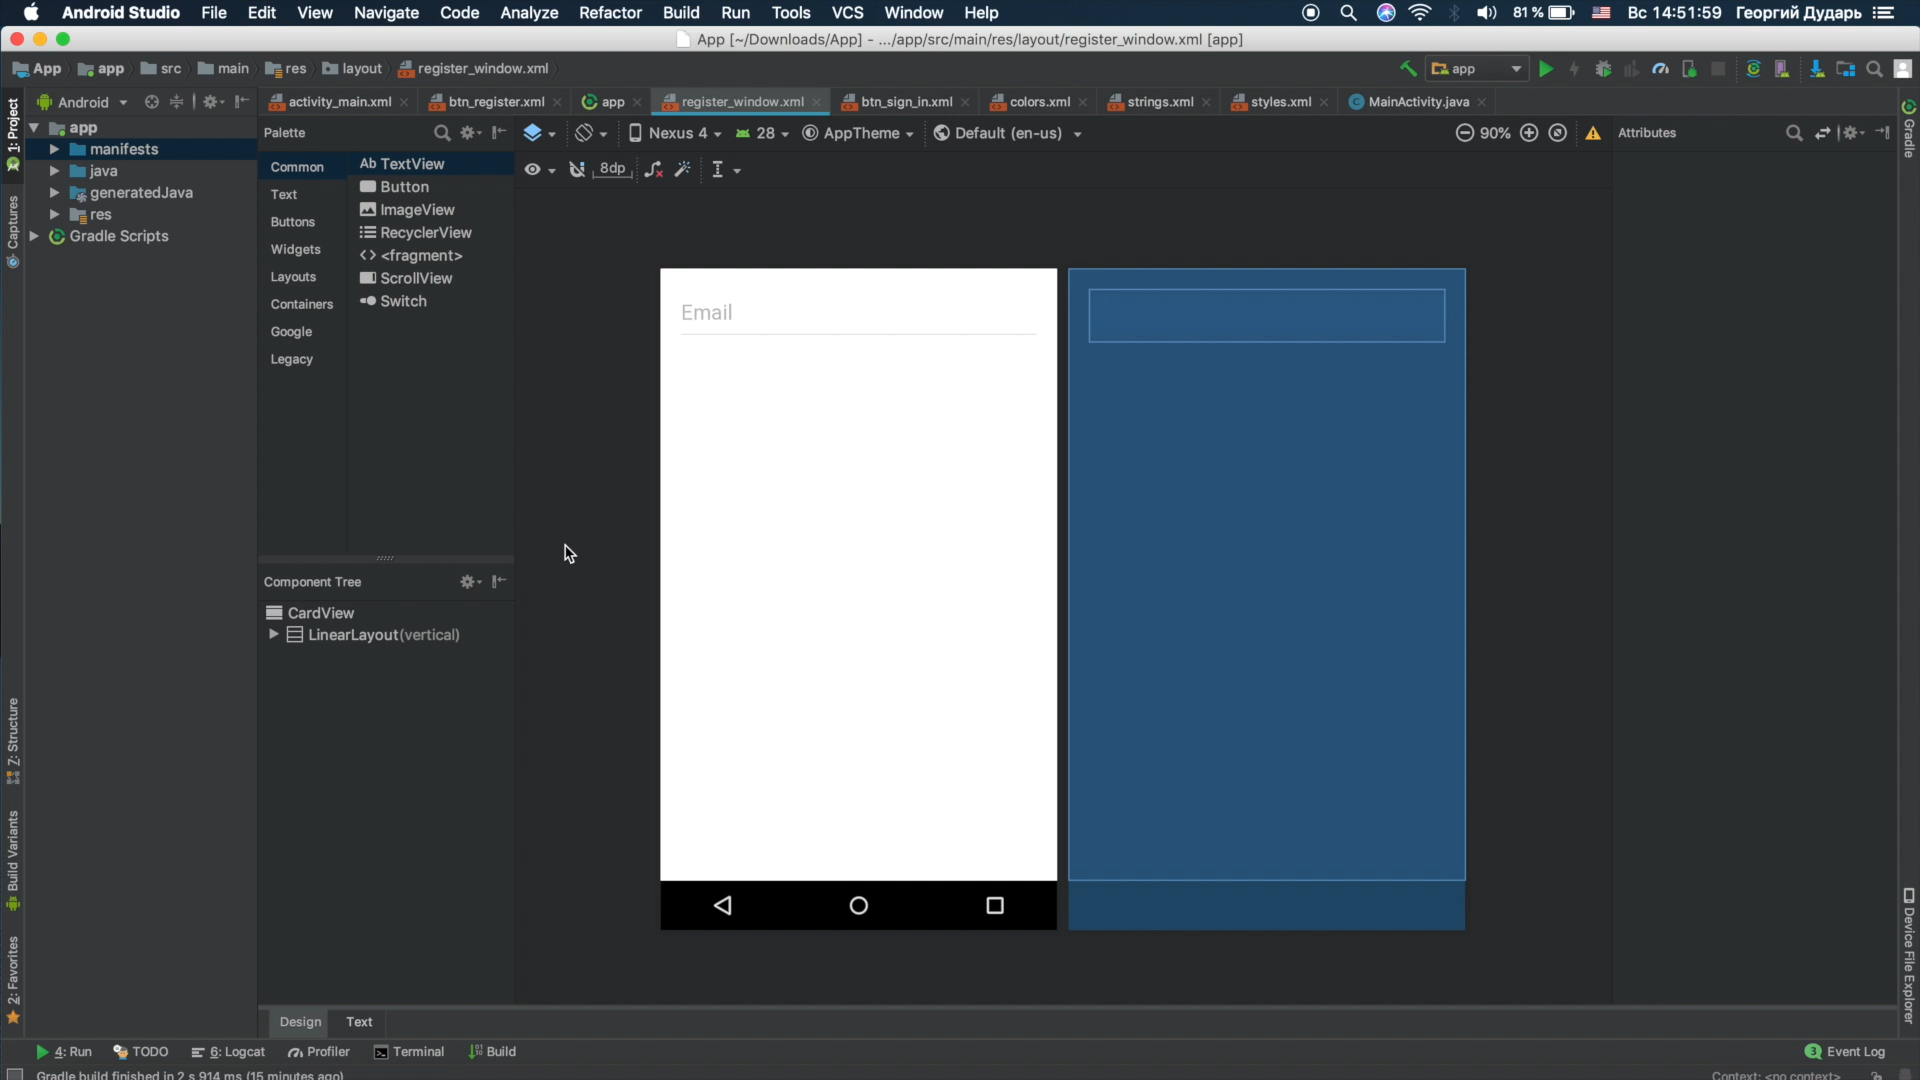 Android Studio File Edit View Navigate Code Analyze Refactor Build Run Tools VCS Window Help 81 % Вс 14:51:59 Георгий Дударь
App [~/Downloads/App] - .../app/src/main/res/layout/register_window.xml [app]
App app src main res layout register_window.xml app
Android activity_main.xml btn_register.xml app register_window.xml btn_sign_in.xml colors.xml strings.xml styles.xml MainActivity.java
1: Project
Captures
Z: Structure
Build Variants
2: Favorites
app
manifests
java
generatedJava
res
Gradle Scripts
Palette
Common
Text
Buttons
Widgets
Layouts
Containers
Google
Legacy
Ab TextView
Button
ImageView
RecyclerView
<fragment>
ScrollView
Switch
Nexus 4 28 AppTheme Default (en-us) 90%
8dp
Attributes
Gradle
Device File Explorer
Email
Component Tree
CardView
LinearLayout(vertical)
Design Text
4: Run TODO 6: Logcat Profiler Terminal Build 3 Event Log
Gradle build finished in 2 s 914 ms (15 minutes ago) Context: <no context>